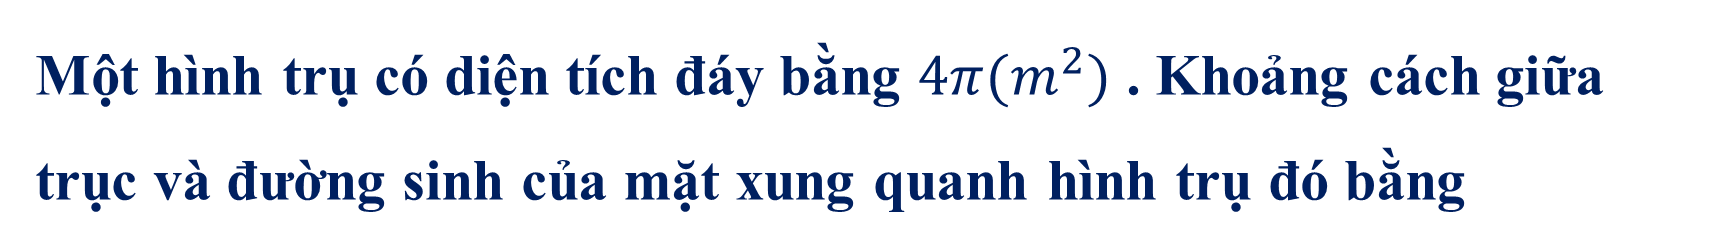 Một hình trụ có diện tích đáy bằng 4π(m²) . Khoảng cách giữa
trục và đường sinh của mặt xung quanh hình trụ đó bằng